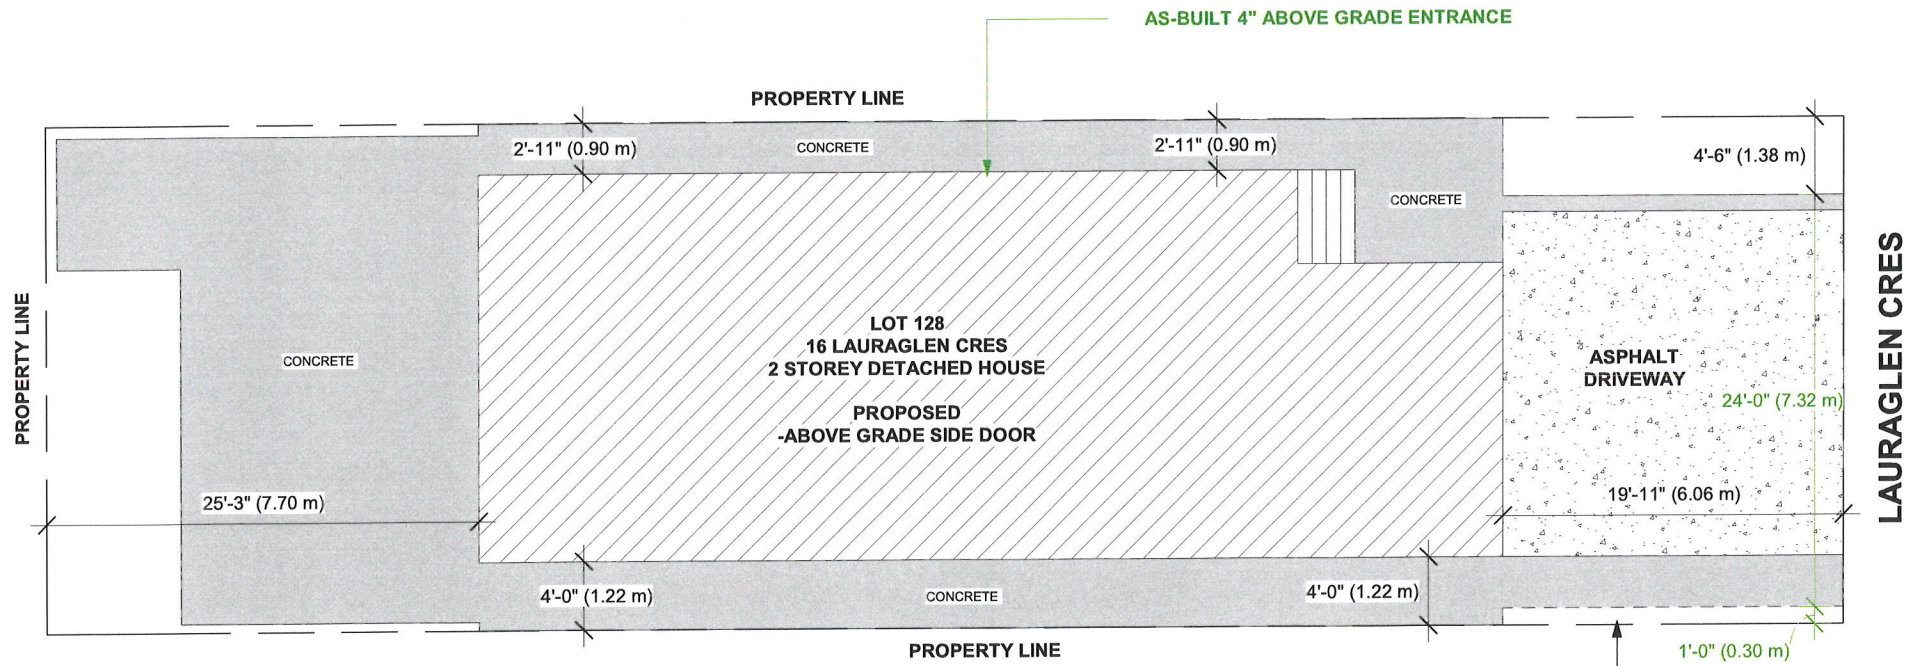 AS-BUILT 4" ABOVE GRADE ENTRANCE
PROPERTY LINE
2'-11" (0.90 m)
CONCRETE
2'-11" (0.90 m)
4'-6" (1.38 m)
CONCRETE
PROPERTY LINE
CONCRETE
LOT 128
16 LAURAGLEN CRES
2 STOREY DETACHED HOUSE
PROPOSED
-ABOVE GRADE SIDE DOOR
ASPHALT
DRIVEWAY
24'-0" (7.32 m)
LAURAGLEN CRES
25'-3" (7.70 m)
19'-11" (6.06 m)
4'-0" (1.22 m)
CONCRETE
4'-0" (1.22 m)
PROPERTY LINE
1'-0" (0.30 m)